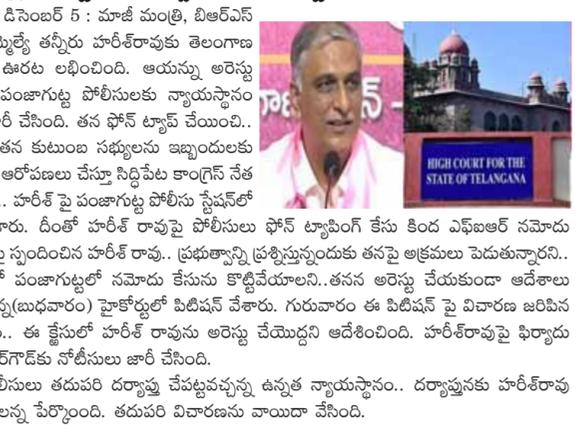 డిసెంబర్ 5 : మాజీ మంత్రి, బిఆర్ఎస్
తన్నీరు హరీశ్‌రావుకు తెలంగాణ
ఊరట లభించింది. ఆయన్ను అరెస్టు
పంజాగుట్ట పోలీసులకు న్యాయస్థానం
చేసింది. తన ఫోన్ ట్యాప్ చేయించి..
తన కుటుంబ సభ్యులను ఇబ్బందులకు
ఆరోపణలు చేస్తూ సిద్ధిపేట కాంగ్రెస్ నేత
.. హరీశ్ పై పంజాగుట్ట పోలీసు స్టేషన్‌లో
HIGH COURT FOR THE
STATE OF TELANGANA
దీంతో హరీశ్ రావుపై పోలీసులు ఫోన్ ట్యాపింగ్ కేసు కింద ఎఫ్ఐఆర్ నమోదు
స్పందించిన హరీశ్ రావు.. ప్రభుత్వాన్ని ప్రశ్నిస్తున్నందుకు తనపై అక్రమలు పెడుతున్నారని..
పంజాగుట్టలో నమోదు కేసును కొట్టివేయాలని..తనన అరెస్టు చేయకుండా ఆదేశాలు
(బుధవారం) హైకోర్టులో పిటిషన్ వేశారు. గురువారం ఈ పిటిషన్ పై విచారణ జరిపిన
.. ఈ క్షేసులో హరీశ్ రావును అరెస్టు చేయొద్దని ఆదేశించింది. హరీశ్‌రావుపై ఫిర్యాదు
నోటీసులు జారీ చేసింది.
తదుపరి దర్యాప్తు చేపట్టవచ్చన్న ఉన్నత న్యాయస్థానం.. దర్యాప్తునకు హరీశ్‌రావు
పేర్కొంది. తదుపరి విచారణను వాయిదా వేసింది.